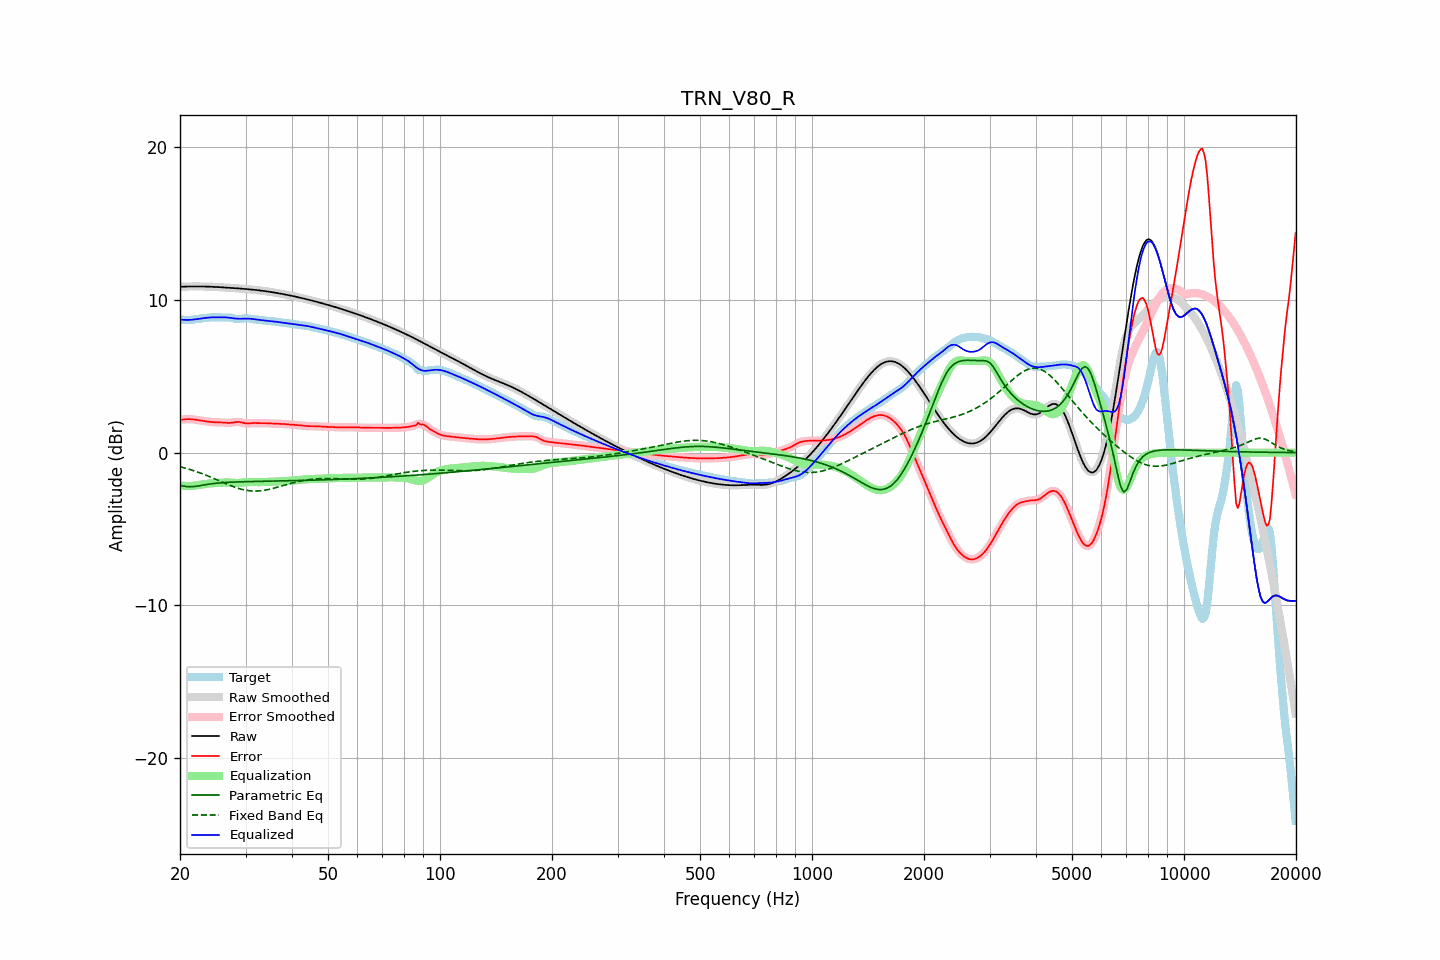 TRN_V80_R
Amplitude (dBr)
20
10
0
−10
−20
Target
Raw Smoothed
Error Smoothed
Raw
Error
Equalization
Parametric Eq
Fixed Band Eq
Equalized
20 50 100 200 500 1000 2000 5000 10000 20000
Frequency (Hz)